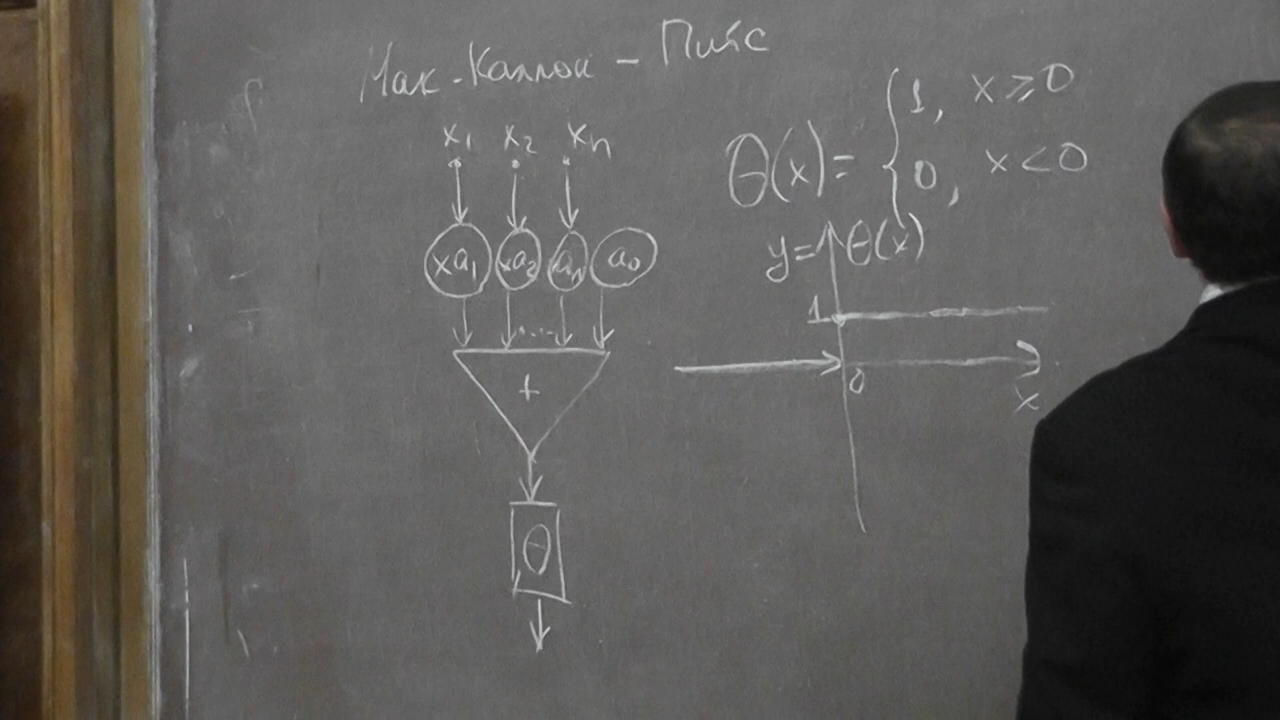 Мак-Каллок - Питс
x₁ x₂ xₙ
xa₁ xa₂ aₙ a₀
.....
+
θ
θ(x) = { 1, x ⩾ 0
0, x < 0
y = θ(x)
1
0
x